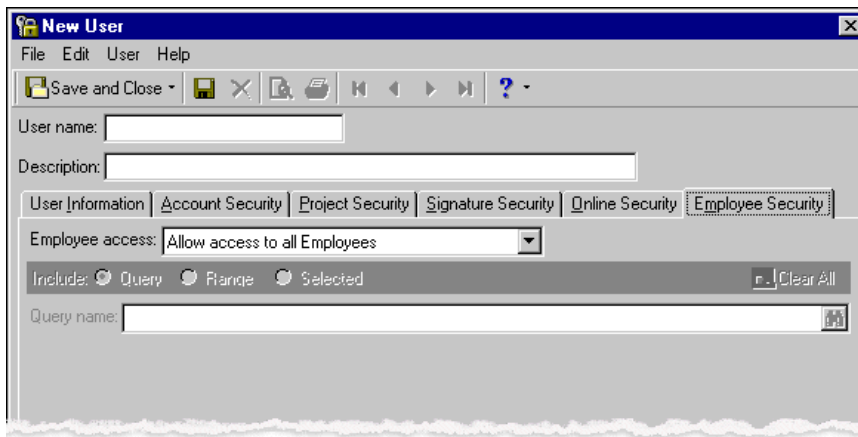 New User
File Edit User Help
Save and Close
User name:
Description:
User Information Account Security Project Security Signature Security Online Security Employee Security
Employee access: Allow access to all Employees
Include: Query Range Selected Clear All
Query name: